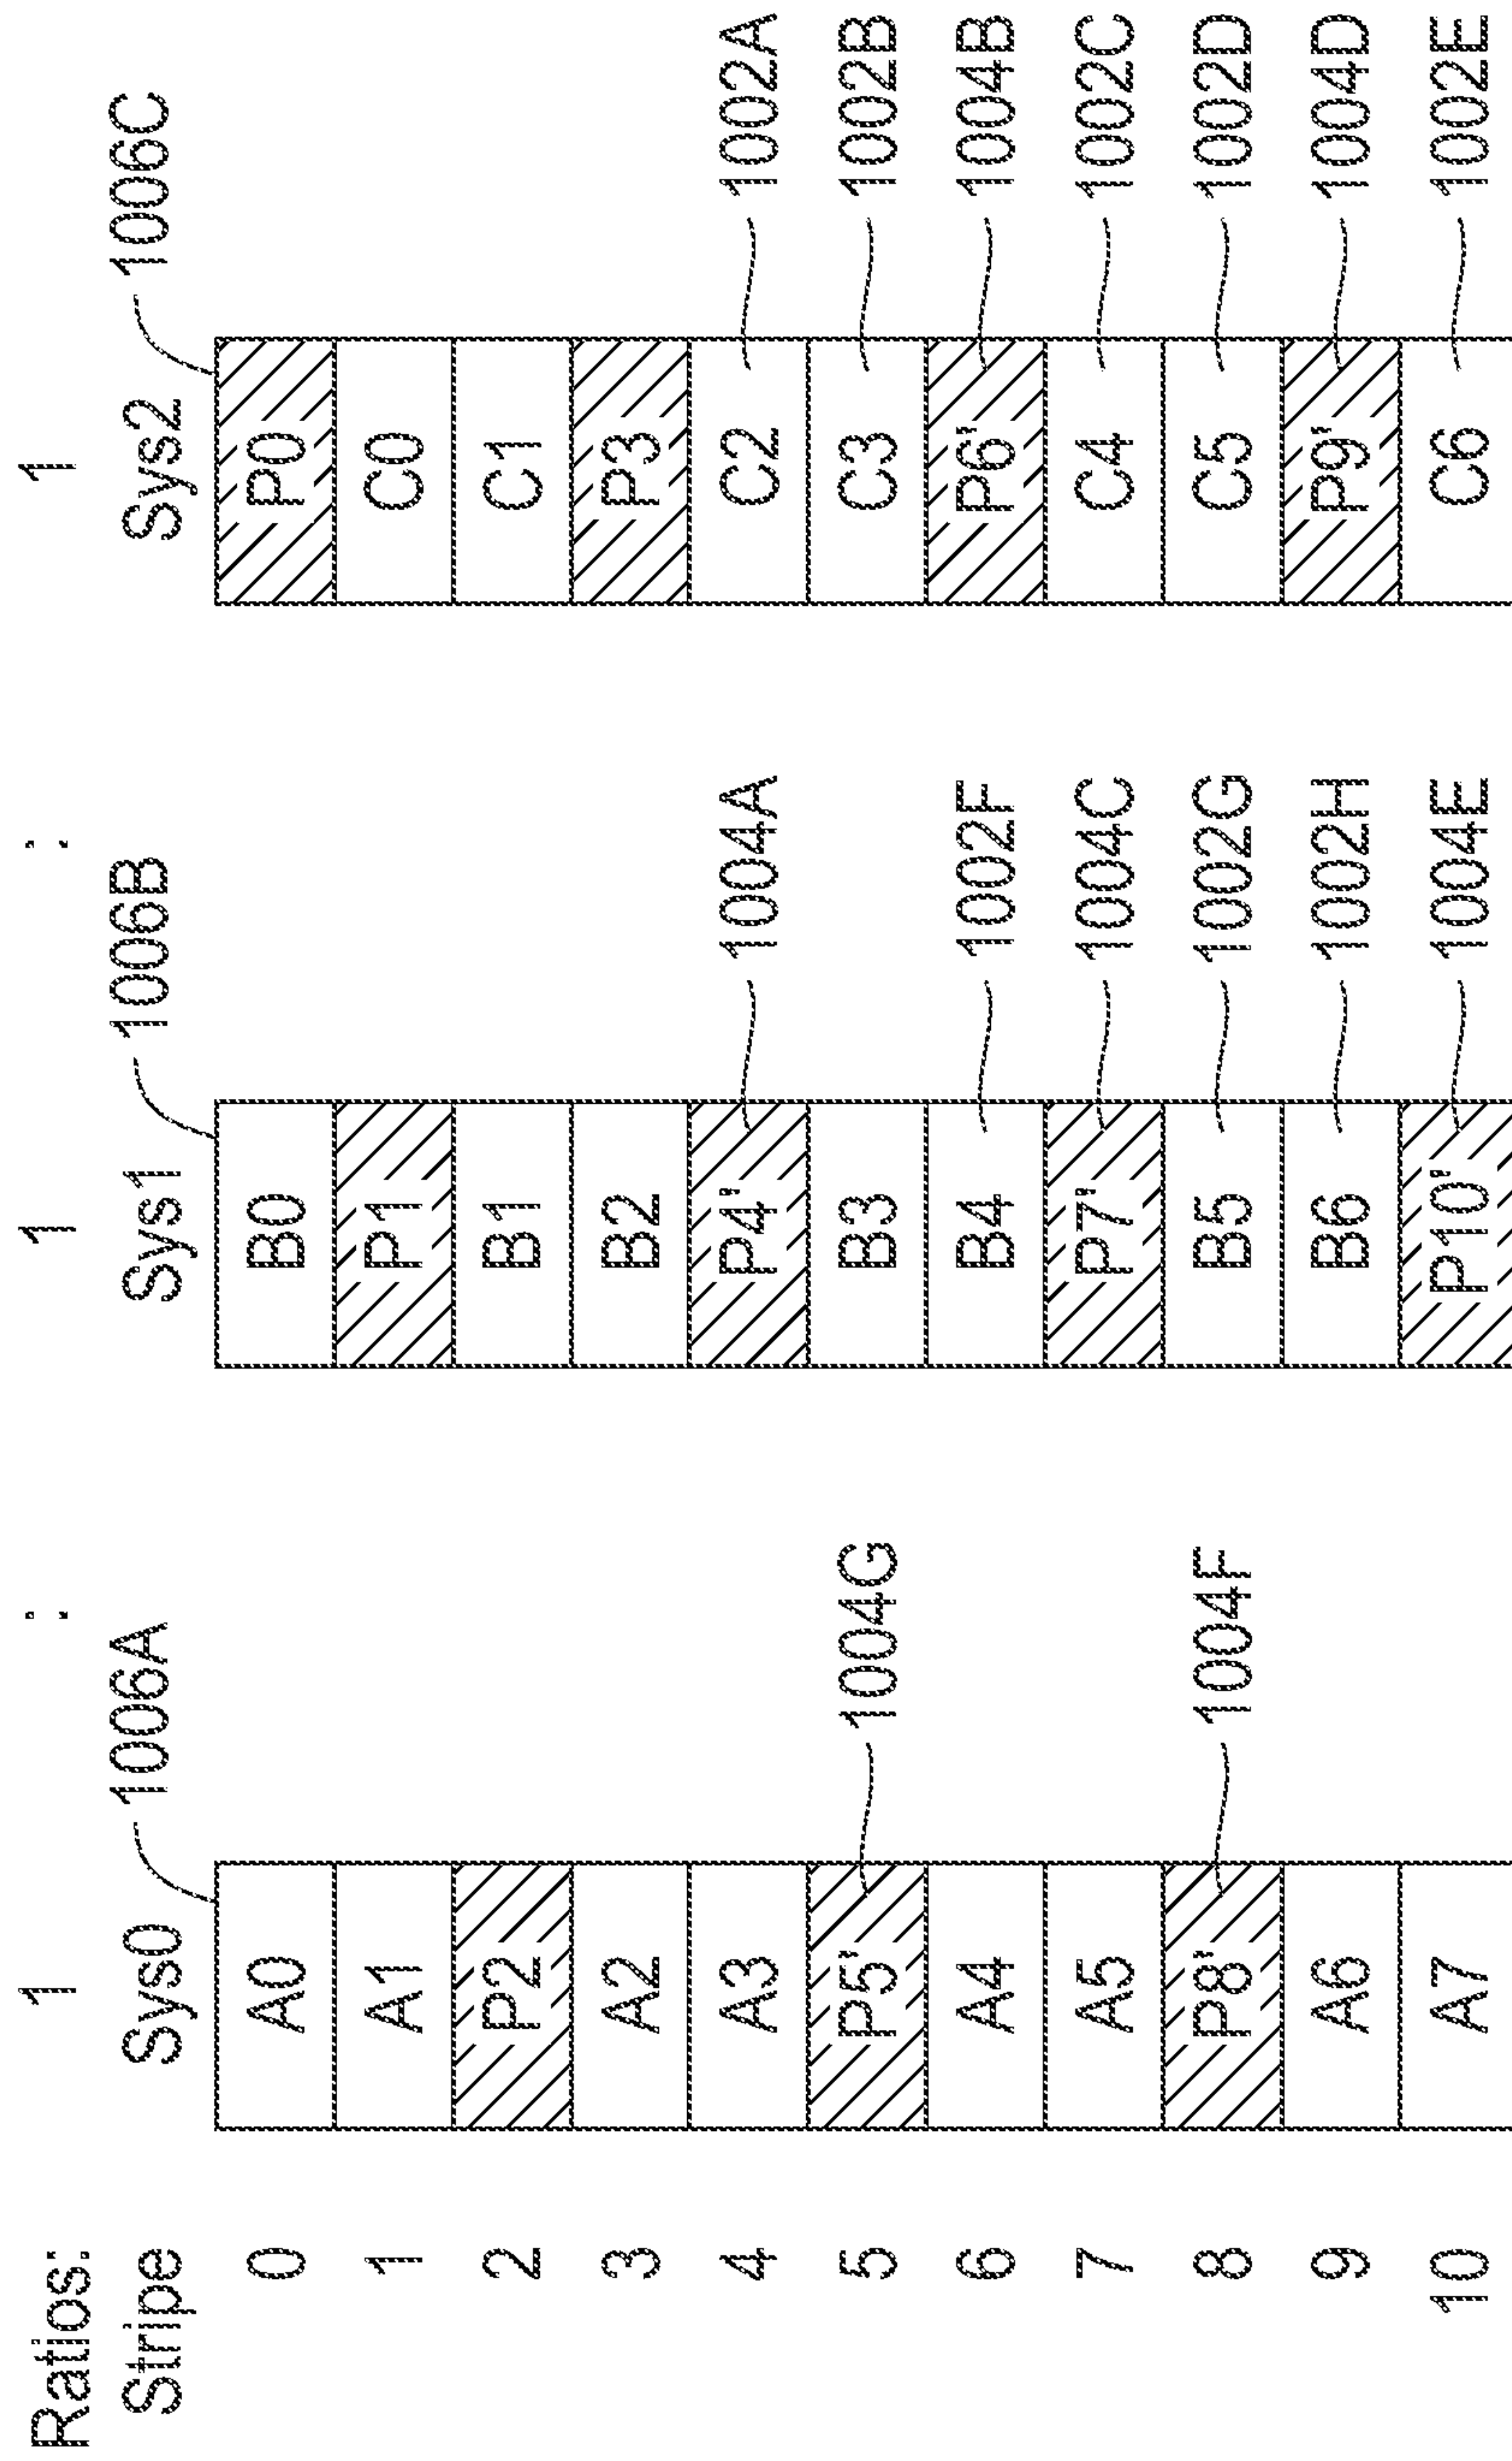 Ratios: 1 : 1 : 1
Stripe Sys0 1006A Sys1 1006B Sys2 1006C
0 A0 B0 P0
1 A1 P1 C0
2 P2 B1 C1
3 A2 B2 P3
4 A3 P4' 1004A C2 1002A
5 P5' 1004G B3 C3 1002B
6 A4 B4 1002F P6' 1004B
7 A5 P7' 1004C C4 1002C
8 P8' 1004F B5 1002G C5 1002D
9 A6 B6 1002H P9' 1004D
10 A7 P10' 1004E C6 1002E